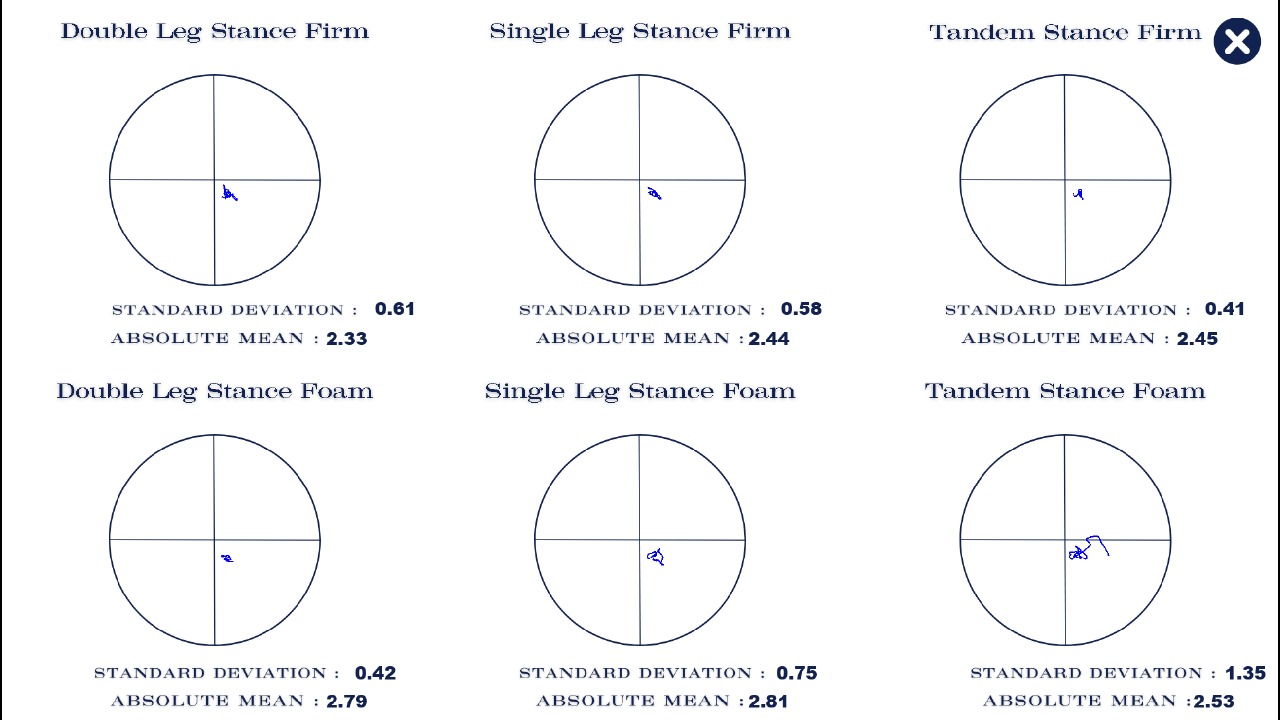 Double Leg Stance Firm
Single Leg Stance Firm
Tandem Stance Firm
STANDARD DEVIATION : 0.61
STANDARD DEVIATION : 0.58
STANDARD DEVIATION : 0.41
ABSOLUTE MEAN : 2.33
ABSOLUTE MEAN : 2.44
ABSOLUTE MEAN : 2.45
Double Leg Stance Foam
Single Leg Stance Foam
Tandem Stance Foam
STANDARD DEVIATION : 0.42
STANDARD DEVIATION : 0.75
STANDARD DEVIATION : 1.35
ABSOLUTE MEAN : 2.79
ABSOLUTE MEAN : 2.81
ABSOLUTE MEAN : 2.53